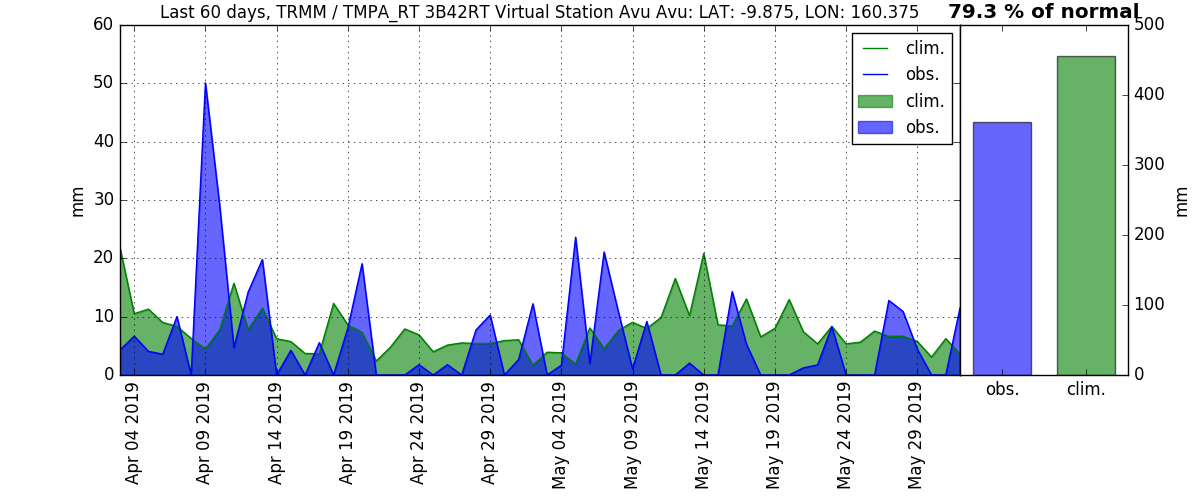 Last 60 days, TRMM / TMPA_RT 3B42RT Virtual Station Avu Avu: LAT: -9.875, LON: 160.375
79.3 % of normal
60
50
40
30
20
10
0
mm
clim.
obs.
clim.
obs.
Apr 04 2019
Apr 09 2019
Apr 14 2019
Apr 19 2019
Apr 24 2019
Apr 29 2019
May 04 2019
May 09 2019
May 14 2019
May 19 2019
May 24 2019
May 29 2019
500
400
300
200
100
0
mm
obs.
clim.